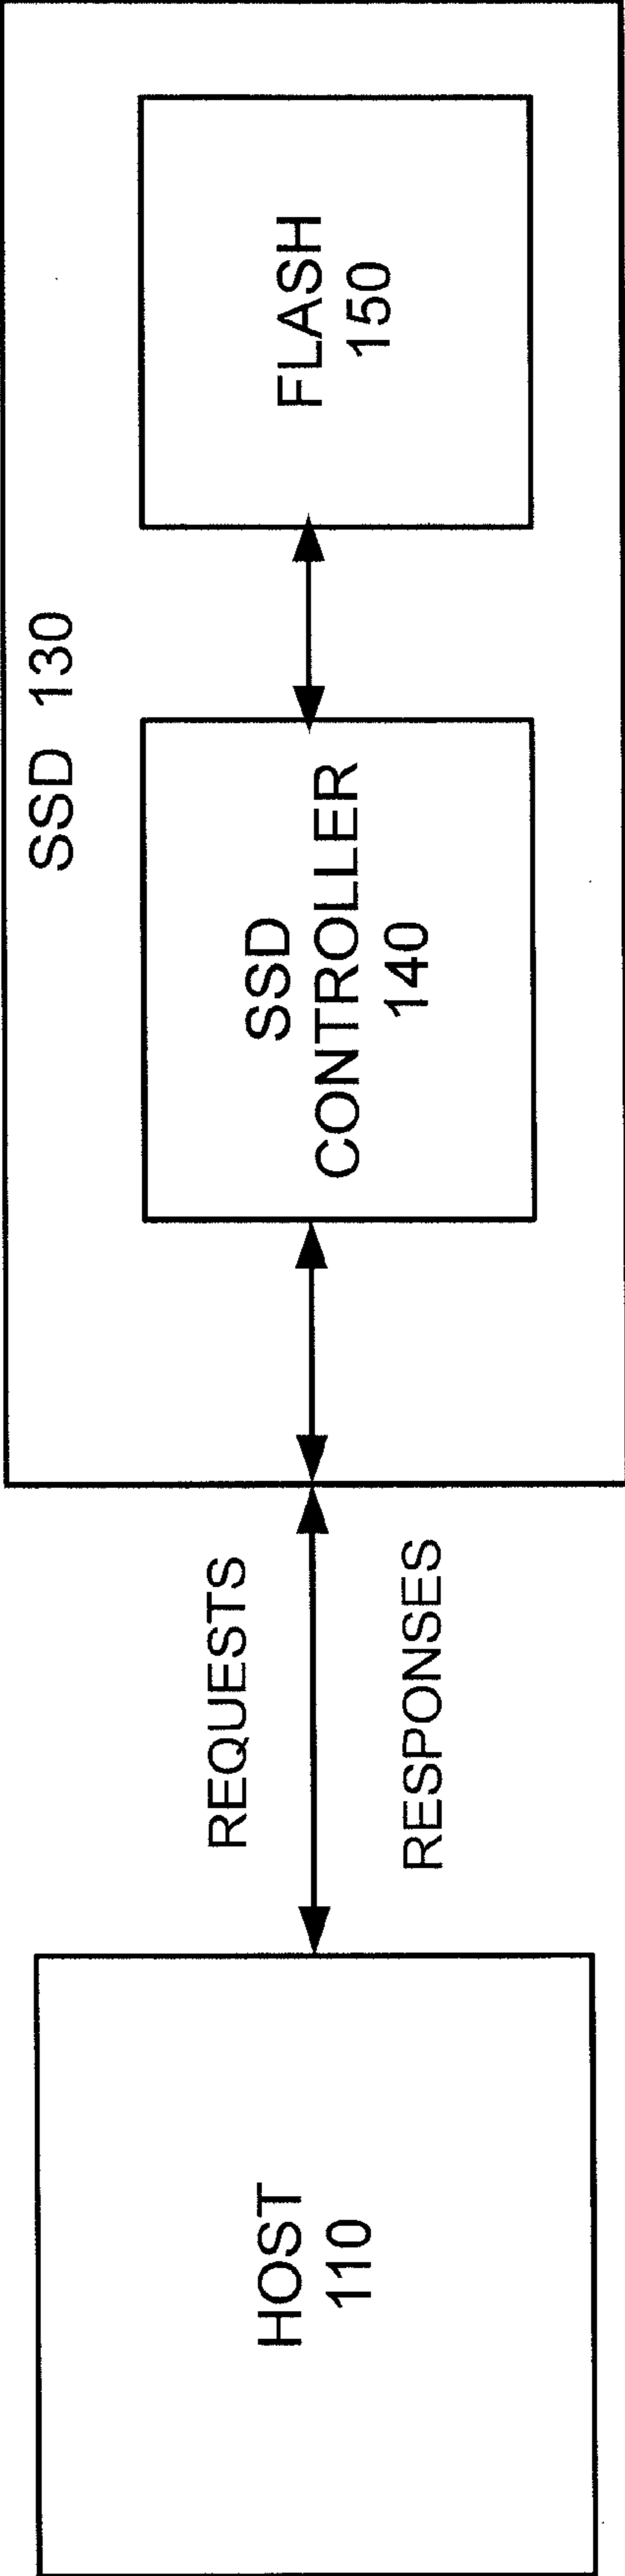 HOST
110
REQUESTS
RESPONSES
SSD 130
SSD
CONTROLLER
140
FLASH
150